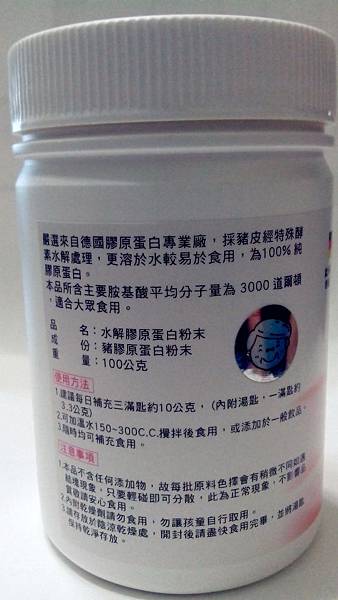 嚴選來自德國膠原蛋白專業廠，採豬皮經特殊酵
素水解處理，更溶於水較易於食用，為100%純
膠原蛋白。
本品所含主要胺基酸平均分子量為 3000 道爾頓
，適合大眾食用。
品　　名：水解膠原蛋白粉末
成　　份：豬膠原蛋白粉末
重　　量：100公克
使用方法
1.建議每日補充三滿匙約10公克，（內附湯匙，一滿匙約
3.3公克）
2.可加溫水150~300C.C.攪拌後食用，或添加於一般飲品。
3.隨時均可補充食用。
注意事項
1.本品不含任何添加物，故每批原料色澤會有稍微不同如遇
結塊現象，只要輕碰即可分散，此為正常現象，不影響品
質敬請安心食用。
2.內附乾燥劑請勿食用，勿讓孩童自行取用。
3.請存放於陰涼乾燥處，開封後請盡快食用完畢，並將湯匙
保持乾淨存放。